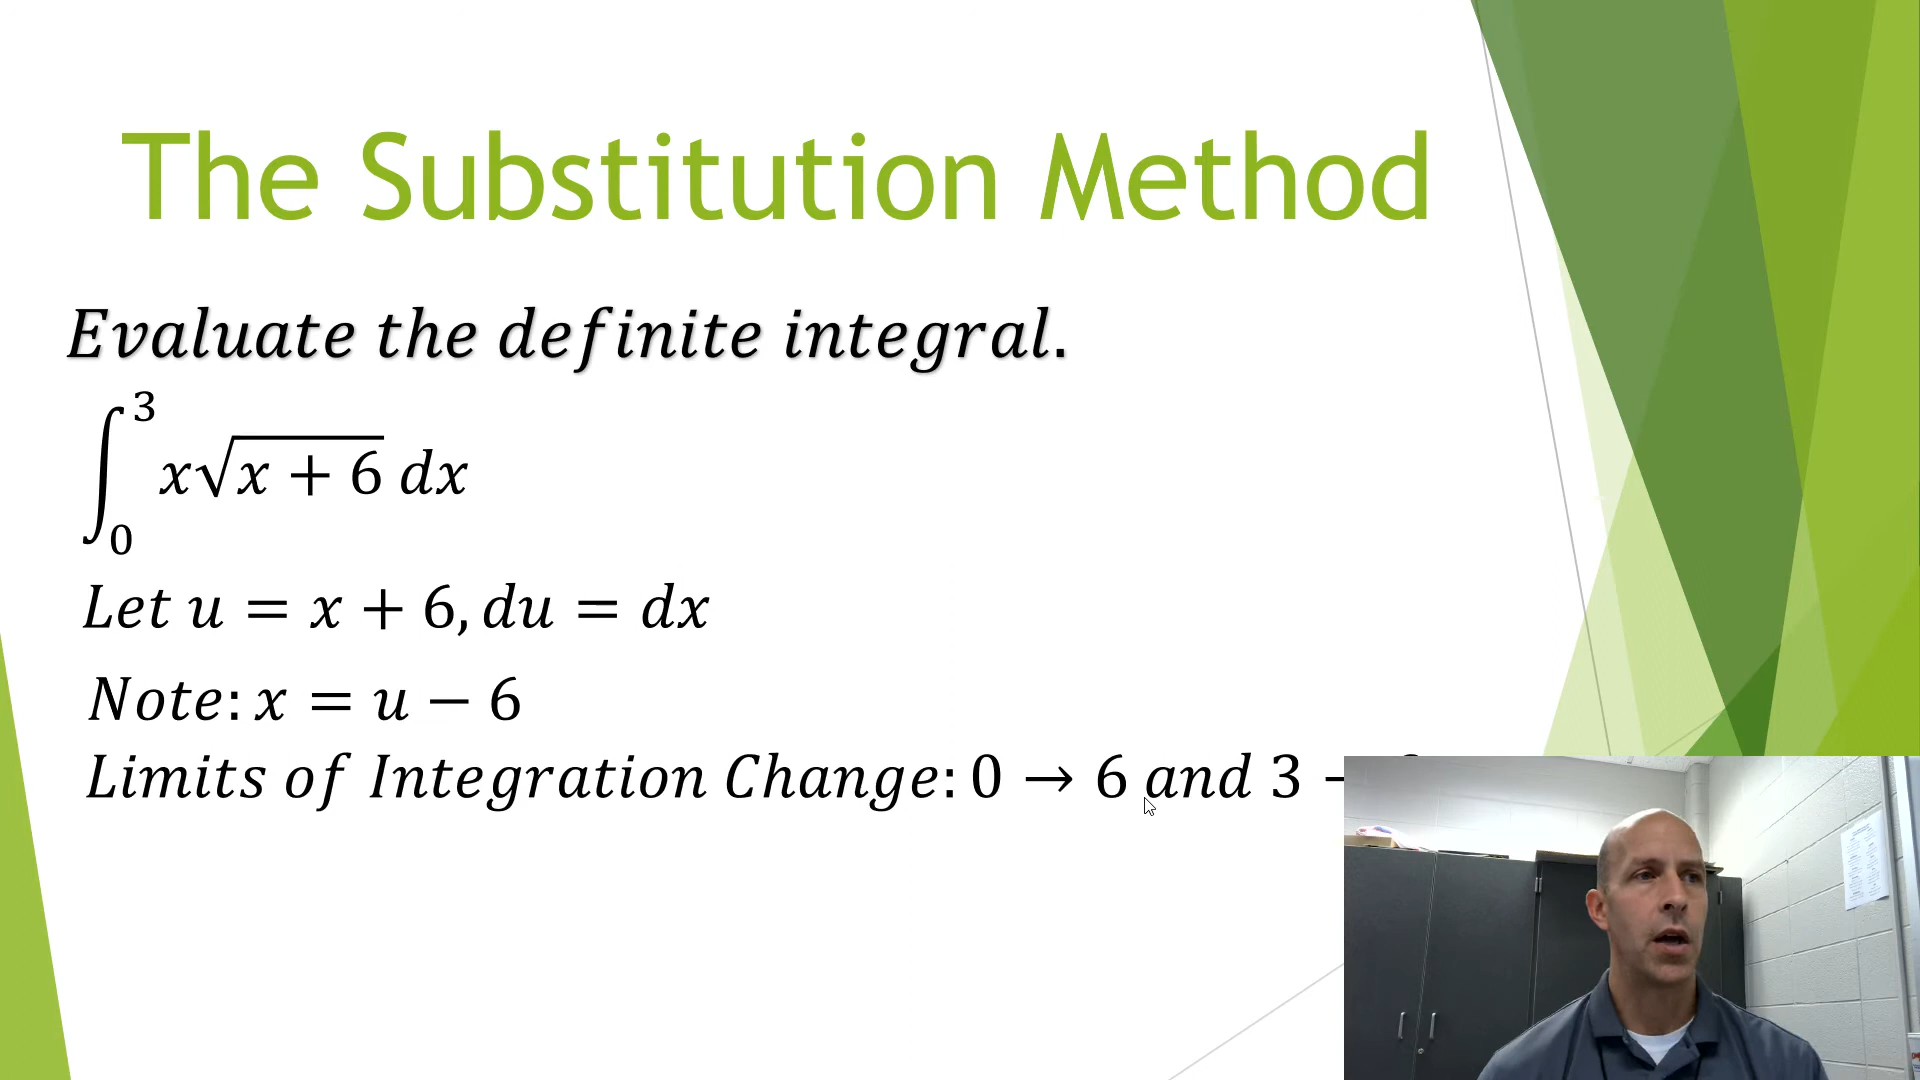 The Substitution Method
Evaluate the definite integral.
∫₀³ x√(x + 6) dx
Let u = x + 6, du = dx
Note: x = u − 6
Limits of Integration Change: 0 → 6 and 3